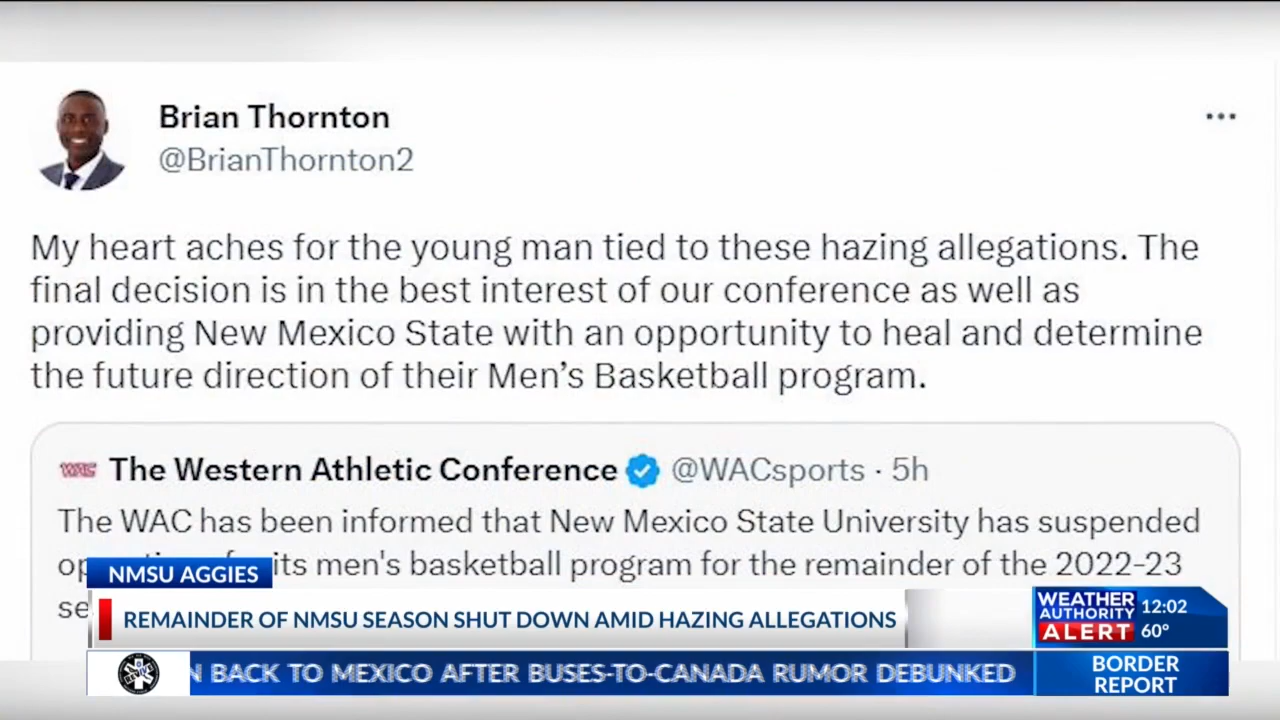 Brian Thornton
@BrianThornton2
My heart aches for the young man tied to these hazing allegations. The
final decision is in the best interest of our conference as well as
providing New Mexico State with an opportunity to heal and determine
the future direction of their Men's Basketball program.
WAC The Western Athletic Conference @WACsports · 5h
The WAC has been informed that New Mexico State University has suspended
its men's basketball program for the remainder of the 2022-23
NMSU AGGIES
REMAINDER OF NMSU SEASON SHUT DOWN AMID HAZING ALLEGATIONS
WEATHER
AUTHORITY
ALERT
12:02
60°
BACK TO MEXICO AFTER BUSES-TO-CANADA RUMOR DEBUNKED
BORDER
REPORT